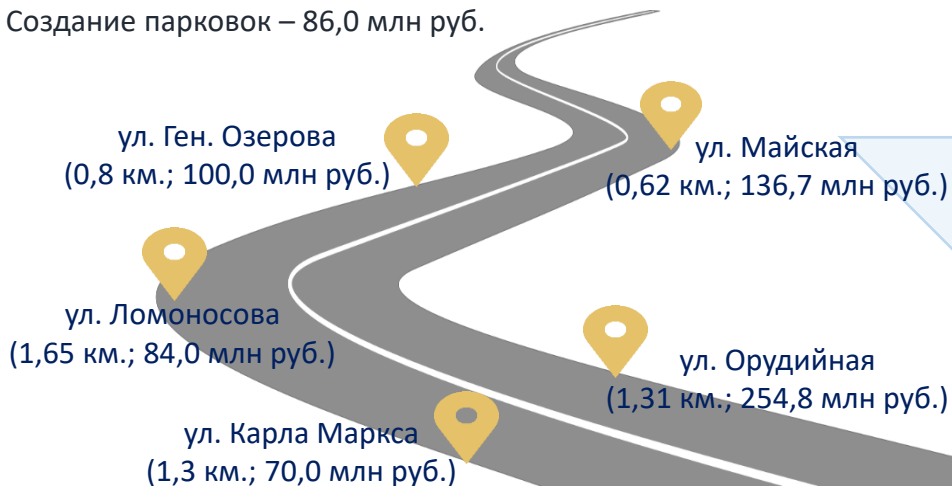 Создание парковок – 86,0 млн руб.
ул. Ген. Озерова
(0,8 км.; 100,0 млн руб.)
ул. Майская
(0,62 км.; 136,7 млн руб.)
ул. Ломоносова
(1,65 км.; 84,0 млн руб.)
ул. Орудийная
(1,31 км.; 254,8 млн руб.)
ул. Карла Маркса
(1,3 км.; 70,0 млн руб.)